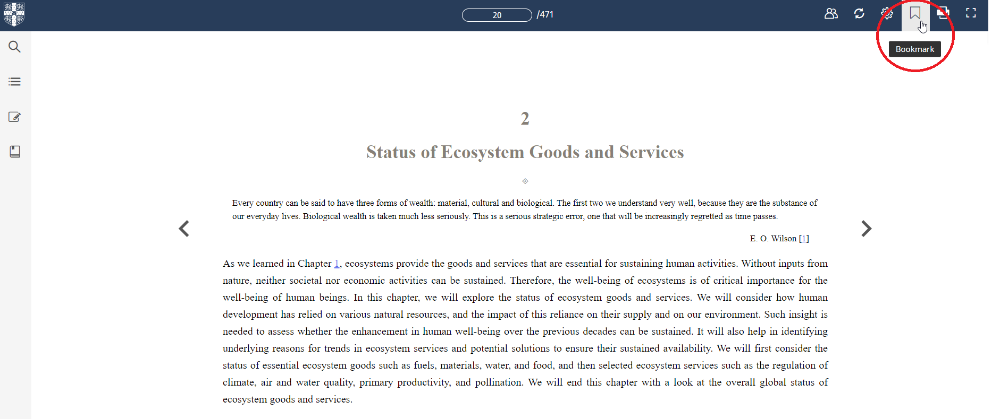 20 /471
Bookmark
2
Status of Ecosystem Goods and Services
Every country can be said to have three forms of wealth: material, cultural and biological. The first two we understand very well, because they are the substance of
our everyday lives. Biological wealth is taken much less seriously. This is a serious strategic error, one that will be increasingly regretted as time passes.
E. O. Wilson [1]
As we learned in Chapter 1, ecosystems provide the goods and services that are essential for sustaining human activities. Without inputs from
nature, neither societal nor economic activities can be sustained. Therefore, the well-being of ecosystems is of critical importance for the
well-being of human beings. In this chapter, we will explore the status of ecosystem goods and services. We will consider how human
development has relied on various natural resources, and the impact of this reliance on their supply and on our environment. Such insight is
needed to assess whether the enhancement in human well-being over the previous decades can be sustained. It will also help in identifying
underlying reasons for trends in ecosystem services and potential solutions to ensure their sustained availability. We will first consider the
status of essential ecosystem goods such as fuels, materials, water, and food, and then selected ecosystem services such as the regulation of
climate, air and water quality, primary productivity, and pollination. We will end this chapter with a look at the overall global status of
ecosystem goods and services.